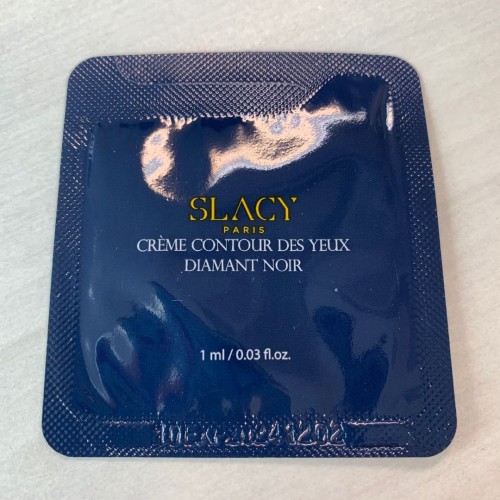 SLACY
PARIS
CRÈME CONTOUR DES YEUX
DIAMANT NOIR
1 ml / 0.03 fl.oz.